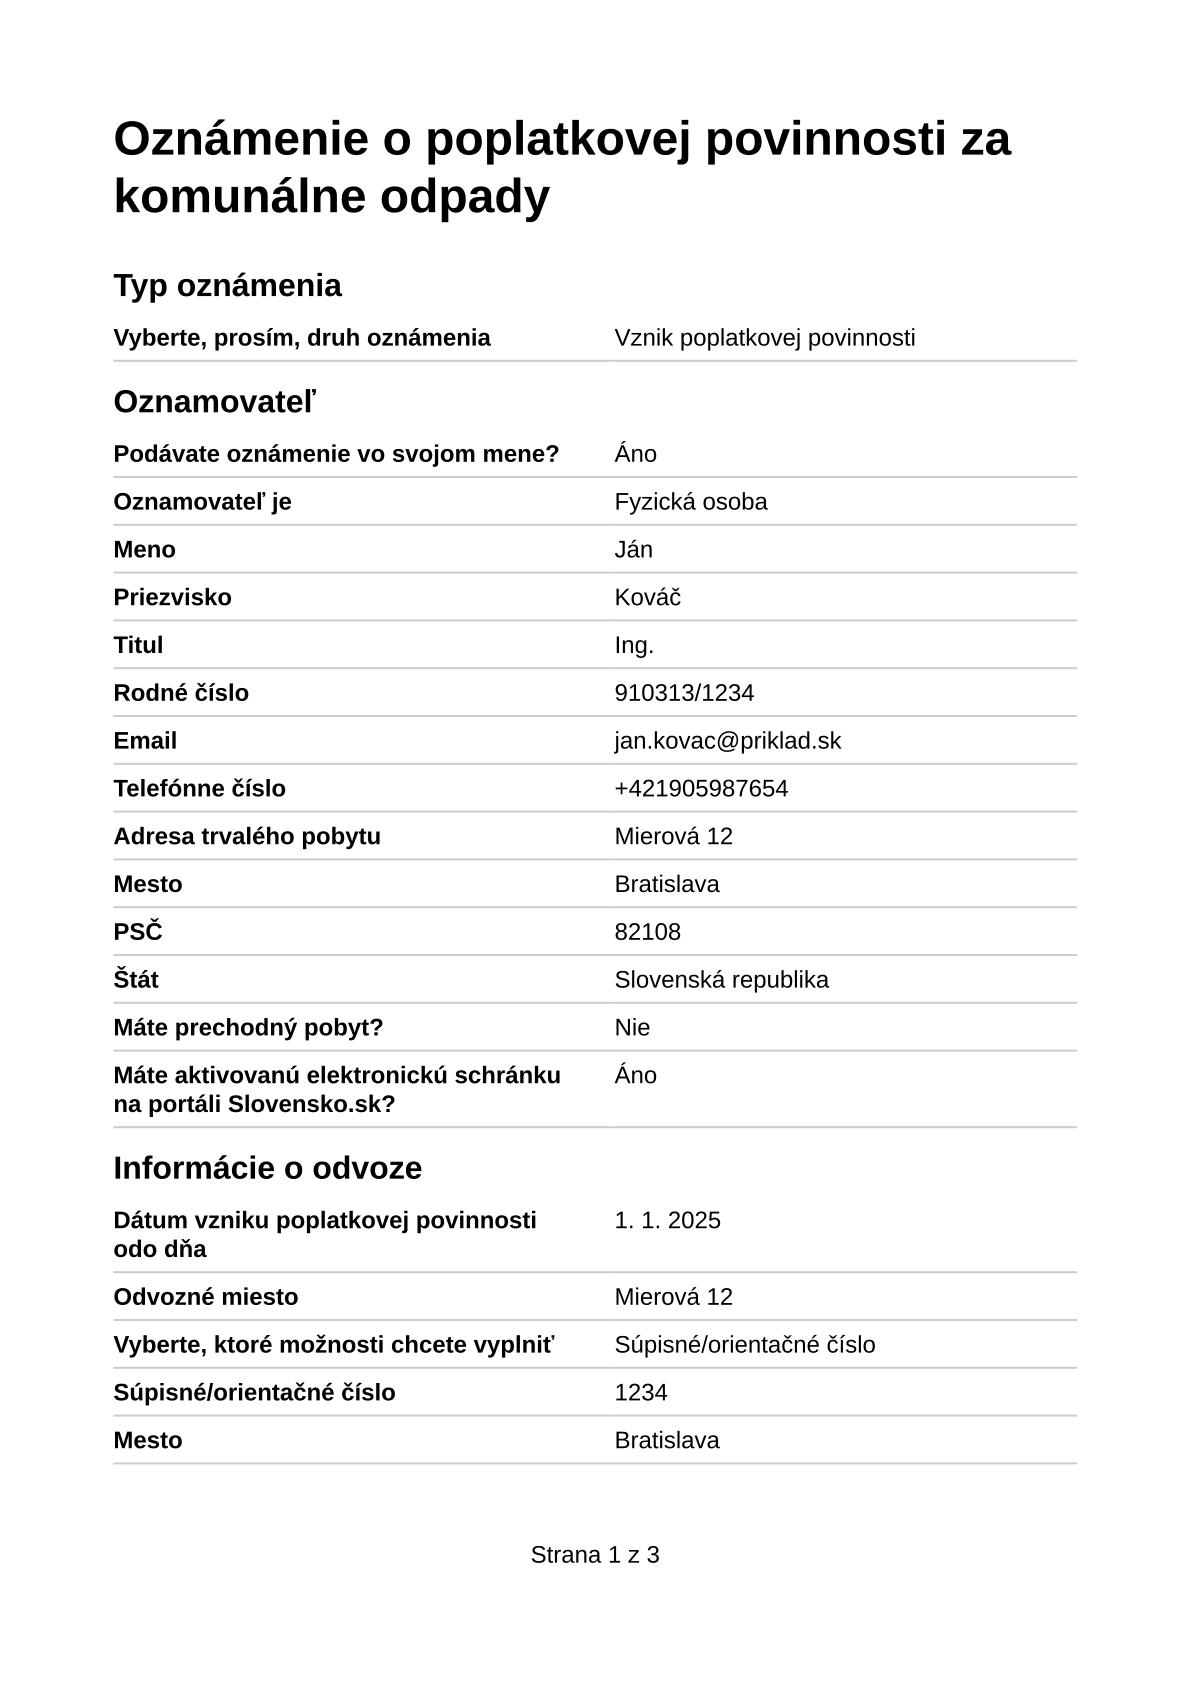 Oznámenie o poplatkovej povinnosti za
komunálne odpady
Typ oznámenia
Vyberte, prosím, druh oznámenia Vznik poplatkovej povinnosti
Oznamovateľ
Podávate oznámenie vo svojom mene? Áno
Oznamovateľ je Fyzická osoba
Meno Ján
Priezvisko Kováč
Titul Ing.
Rodné číslo 910313/1234
Email jan.kovac@priklad.sk
Telefónne číslo +421905987654
Adresa trvalého pobytu Mierová 12
Mesto Bratislava
PSČ 82108
Štát Slovenská republika
Máte prechodný pobyt? Nie
Máte aktivovanú elektronickú schránku Áno
na portáli Slovensko.sk?
Informácie o odvoze
Dátum vzniku poplatkovej povinnosti 1. 1. 2025
odo dňa
Odvozné miesto Mierová 12
Vyberte, ktoré možnosti chcete vyplniť Súpisné/orientačné číslo
Súpisné/orientačné číslo 1234
Mesto Bratislava
Strana 1 z 3